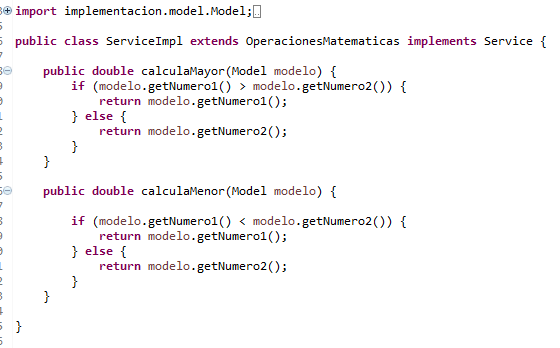 import implementacion.model.Model;
public class ServiceImpl extends OperacionesMatematicas implements Service {
public double calculaMayor(Model modelo) {
if (modelo.getNumero1() > modelo.getNumero2()) {
return modelo.getNumero1();
} else {
return modelo.getNumero2();
}
}
public double calculaMenor(Model modelo) {
if (modelo.getNumero1() < modelo.getNumero2()) {
return modelo.getNumero1();
} else {
return modelo.getNumero2();
}
}
}